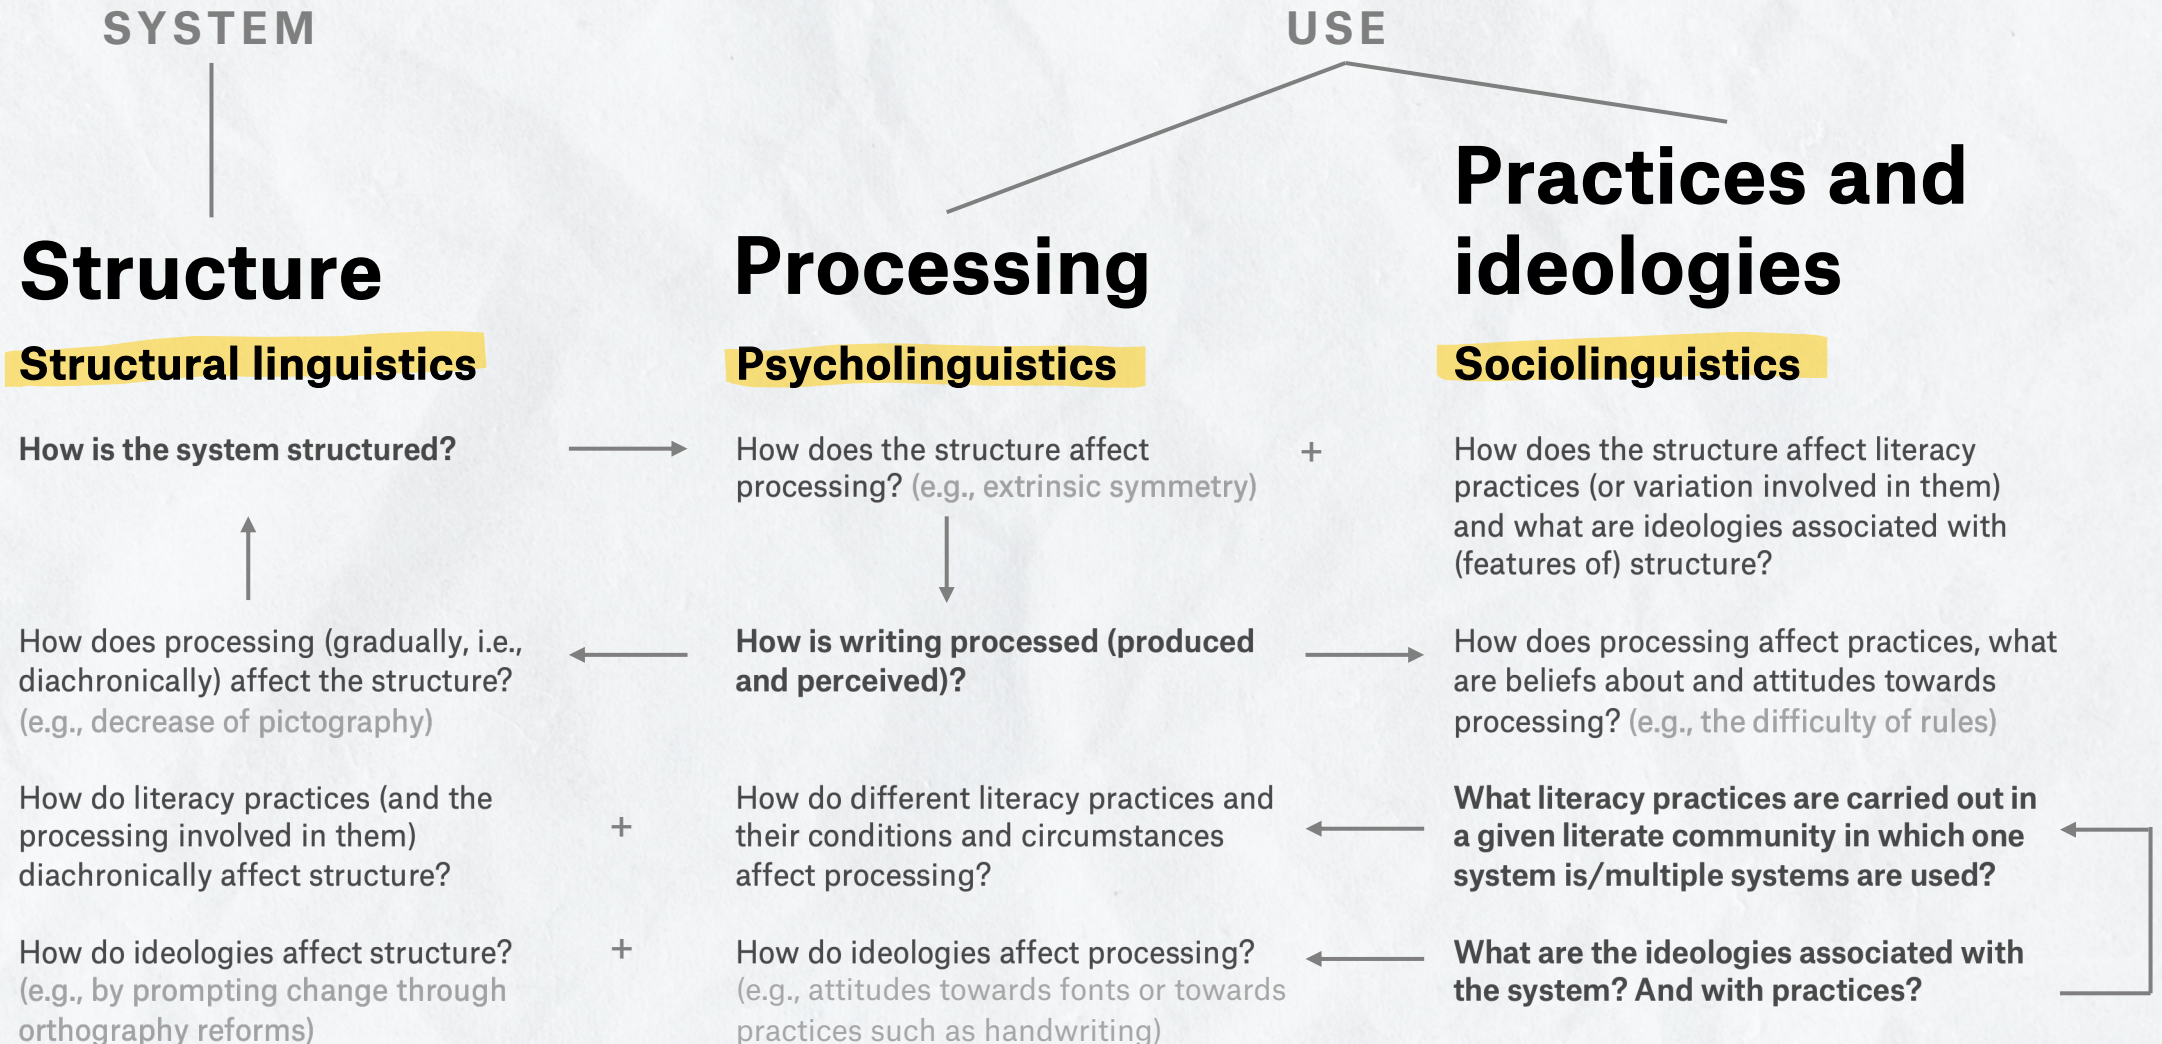 SYSTEM
USE
Structure
Structural linguistics
How is the system structured?
How does processing (gradually, i.e.,
diachronically) affect the structure?
(e.g., decrease of pictography)
How do literacy practices (and the
processing involved in them)
diachronically affect structure?
How do ideologies affect structure?
(e.g., by prompting change through
orthography reforms)
+
+
Processing
Psycholinguistics
How does the structure affect
processing? (e.g., extrinsic symmetry)
How is writing processed (produced
and perceived)?
How do different literacy practices and
their conditions and circumstances
affect processing?
How do ideologies affect processing?
(e.g., attitudes towards fonts or towards
practices such as handwriting)
+
Practices and
ideologies
Sociolinguistics
How does the structure affect literacy
practices (or variation involved in them)
and what are ideologies associated with
(features of) structure?
How does processing affect practices, what
are beliefs about and attitudes towards
processing? (e.g., the difficulty of rules)
What literacy practices are carried out in
a given literate community in which one
system is/multiple systems are used?
What are the ideologies associated with
the system? And with practices?